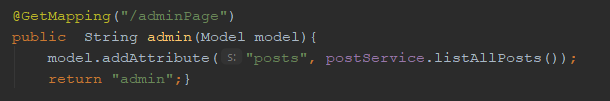 @GetMapping("/adminPage")
public  String admin(Model model){
    model.addAttribute( s: "posts", postService.listAllPosts());
    return "admin";}